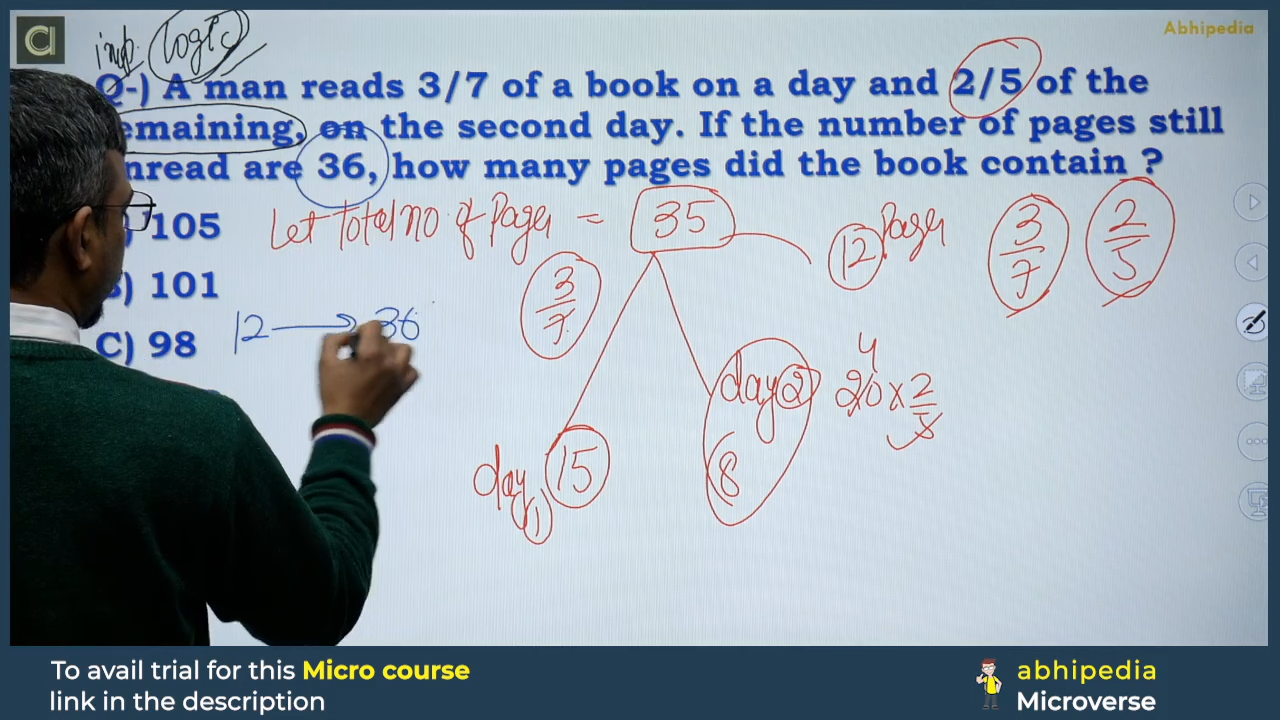 Abhipedia
imp. logic
Q-) A man reads 3/7 of a book on a day and 2/5 of the
emaining, on the second day. If the number of pages still
nread are 36, how many pages did the book contain ?
) 105
Let Total no of Pages = 35
12 Pages
3/7 2/5
3/7
) 101
12 → 36
C) 98
day 2 20 x 2/5
4
8
day 1 15
To avail trial for this Micro course
link in the description
abhipedia
Microverse